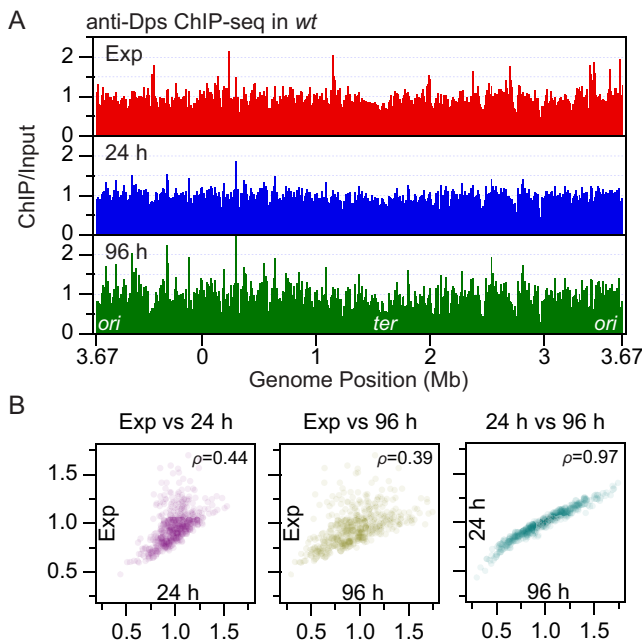 A
anti-Dps ChIP-seq in wt
Exp
2
1
0
24 h
2
1
0
96 h
2
1
0
ChIP/Input
ori
ter
ori
3.67 0 1 2 3 3.67
Genome Position (Mb)
B
Exp vs 24 h Exp vs 96 h 24 h vs 96 h
ρ=0.44 ρ=0.39 ρ=0.97
1.5
1.0
0.5
Exp Exp 24 h
24 h 96 h 96 h
0.5 1.0 1.5 0.5 1.0 1.5 0.5 1.0 1.5